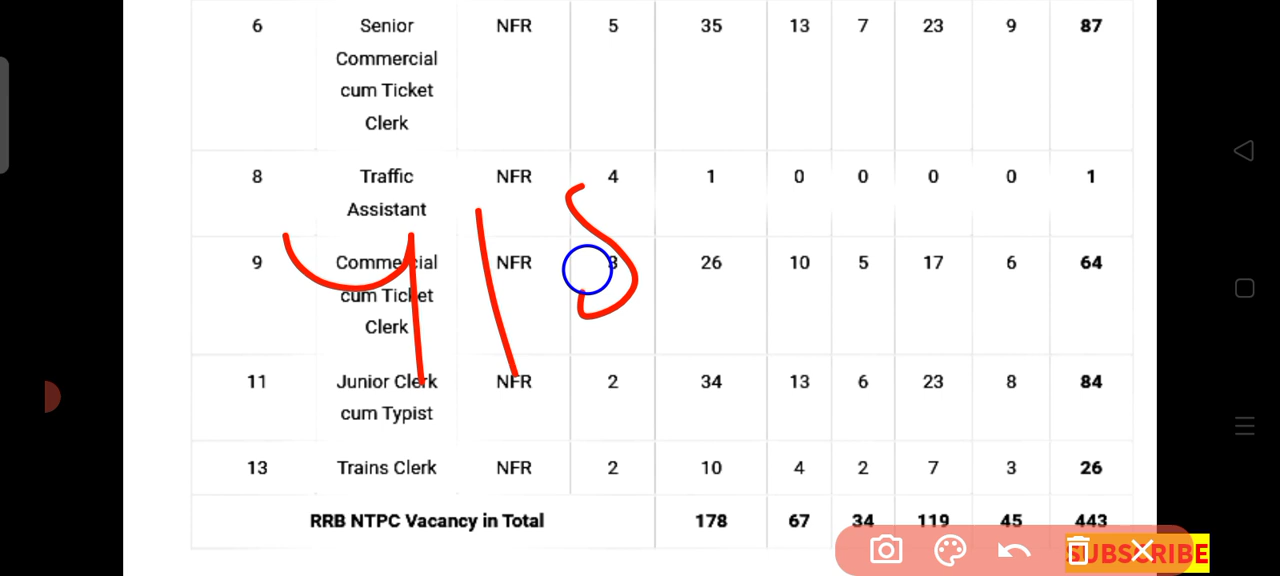 6 Senior Commercial cum Ticket Clerk NFR 5 35 13 7 23 9 87
8 Traffic Assistant NFR 4 1 0 0 0 0 1
9 Commercial cum Ticket Clerk NFR 3 26 10 5 17 6 64
11 Junior Clerk cum Typist NFR 2 34 13 6 23 8 84
13 Trains Clerk NFR 2 10 4 2 7 3 26
RRB NTPC Vacancy in Total 178 67 34 119 45 443
SUBSCRIBE